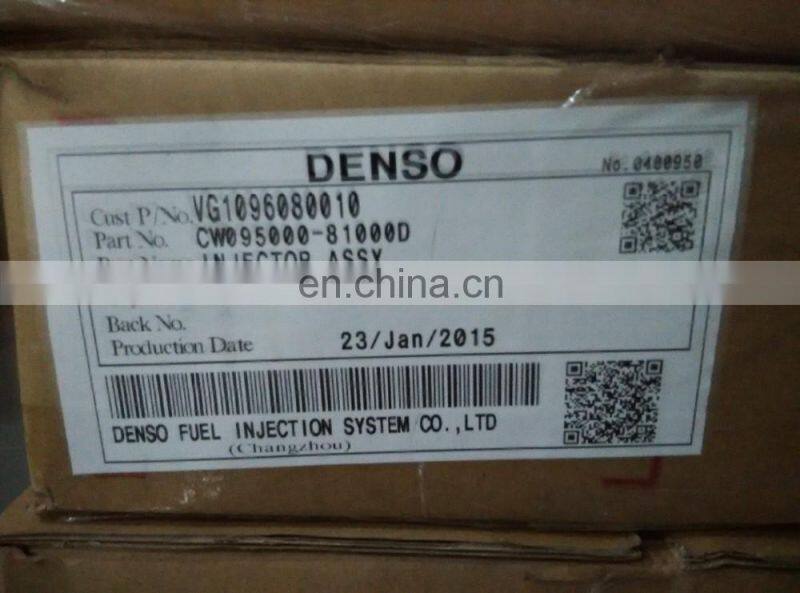 DENSO
No. 0400950
Cust P/No. VG1096080010
Part No. CW095000-81000D
INJECTOR ASSY
en.china.cn
Back No.
Production Date 23/Jan/2015
DENSO FUEL INJECTION SYSTEM CO.,LTD
(Changzhou)